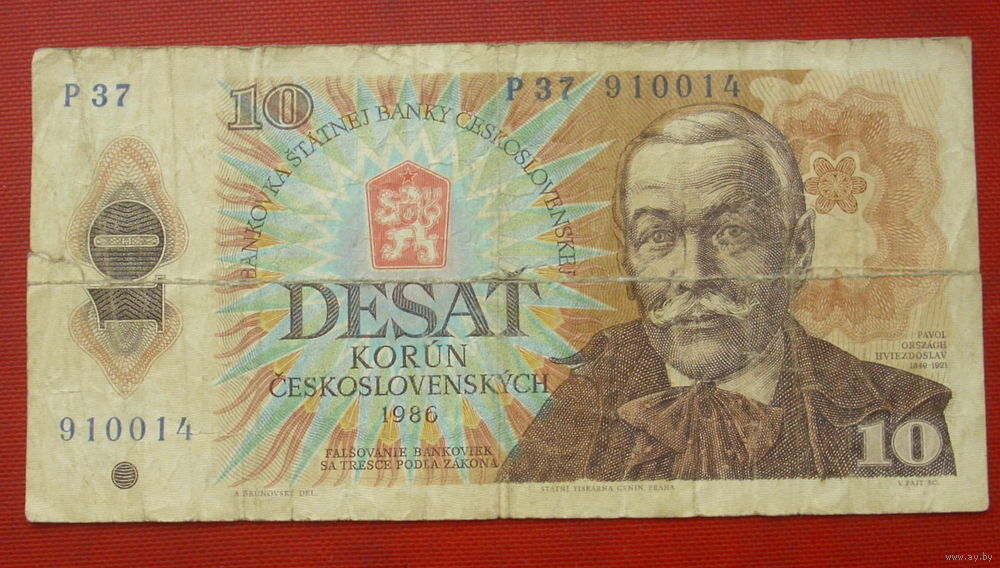 P 37
10
P 37 910014
BANKOVKA ŠTÁTNEJ BANKY ČESKOSLOVENSKEJ
10
DESAŤ
KORÚN
ČESKOSLOVENSKÝCH
1986
PAVOL
ORSZÁGH
HVIEZDOSLAV
1849-1921
910014
10
FALŠOVANIE BANKOVIEK
SA TRESCE PODĽA ZÁKONA
A. BRUNOVSKÝ DEL.
STÁTNÍ TISKÁRNA CENIN, PRAHA
V. FAJT SC.
www.ay.by